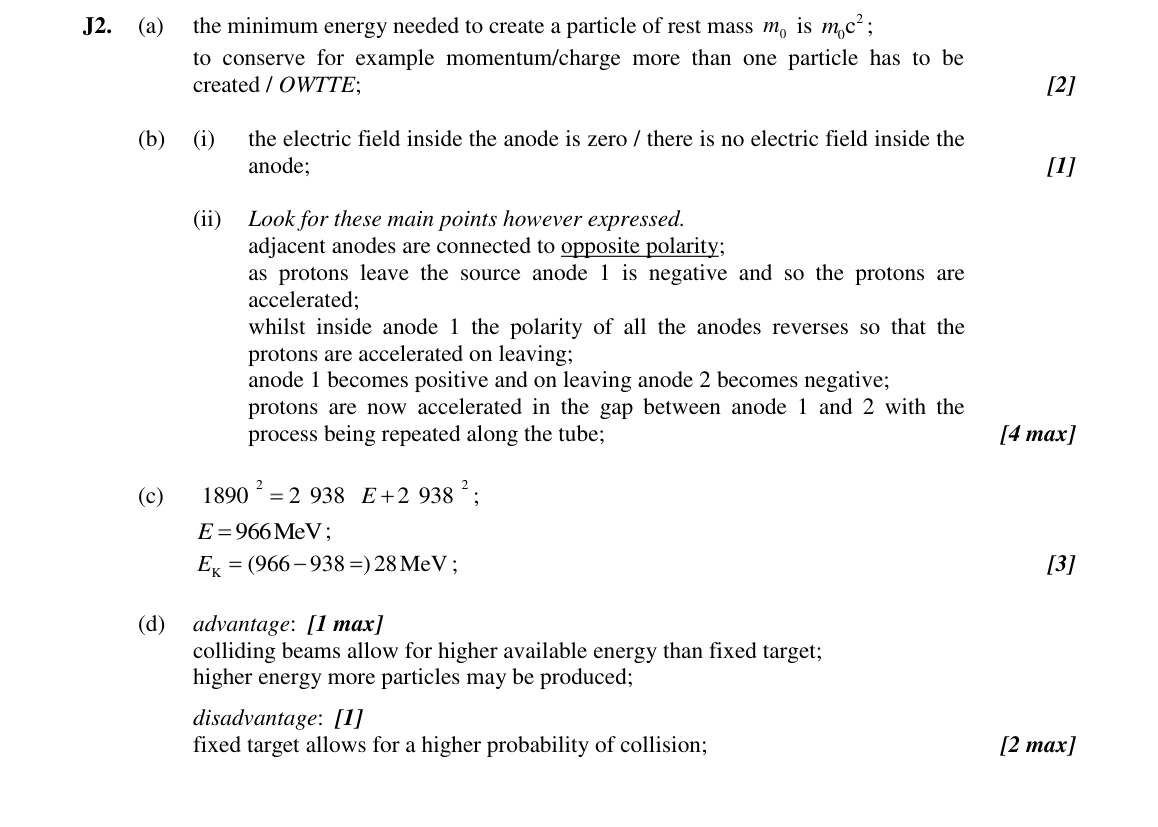 J2. (a) the minimum energy needed to create a particle of rest mass m₀ is m₀c²;
to conserve for example momentum/charge more than one particle has to be
created / OWTTE; [2]
(b) (i) the electric field inside the anode is zero / there is no electric field inside the
anode; [1]
(ii) Look for these main points however expressed.
adjacent anodes are connected to opposite polarity;
as protons leave the source anode 1 is negative and so the protons are
accelerated;
whilst inside anode 1 the polarity of all the anodes reverses so that the
protons are accelerated on leaving;
anode 1 becomes positive and on leaving anode 2 becomes negative;
protons are now accelerated in the gap between anode 1 and 2 with the
process being repeated along the tube; [4 max]
(c) 1890 ² = 2 938 E + 2 938 ²;
E = 966 MeV;
E_K = (966 − 938 =) 28 MeV; [3]
(d) advantage: [1 max]
colliding beams allow for higher available energy than fixed target;
higher energy more particles may be produced;
disadvantage: [1]
fixed target allows for a higher probability of collision; [2 max]